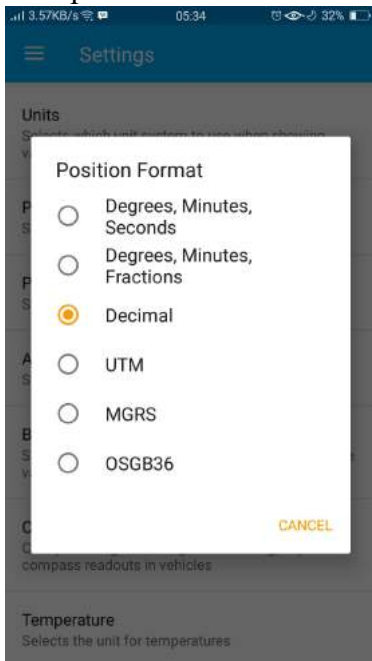 3.57KB/s 05:34 32%
Settings
Units
Selects which unit system to use when showing
Position Format
Degrees, Minutes,
Seconds
Degrees, Minutes,
Fractions
Decimal
UTM
MGRS
OSGB36
CANCEL
compass readouts in vehicles
Temperature
Selects the unit for temperatures